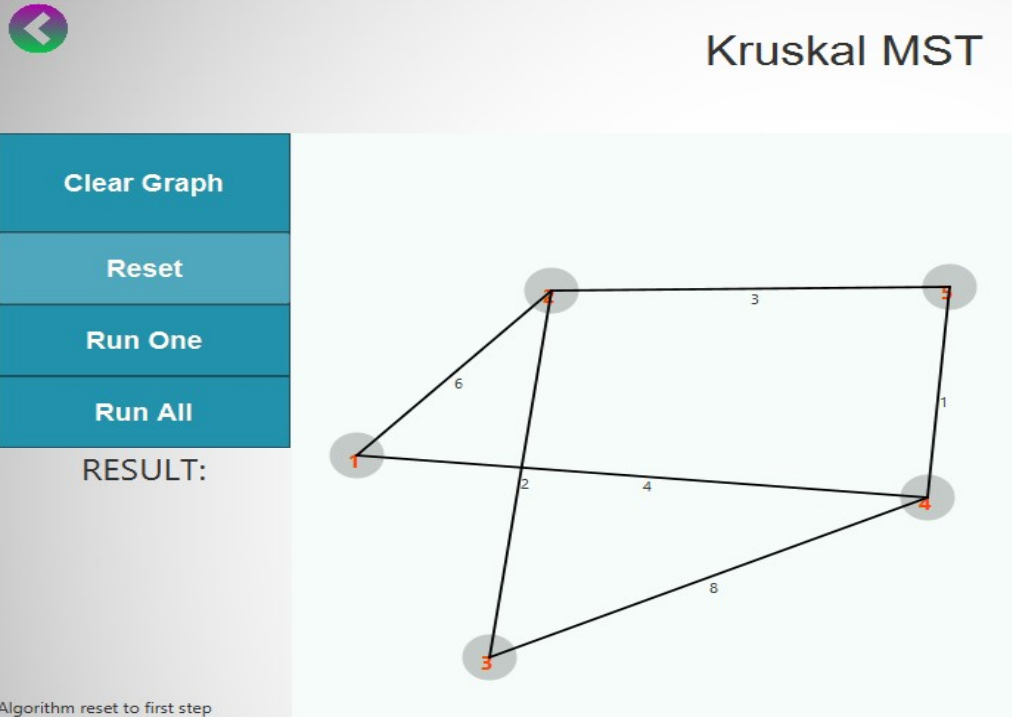 Kruskal MST
Clear Graph
Reset
Run One
Run All
RESULT:
2
5
3
6
1
1
2
4
4
8
3
Algorithm reset to first step